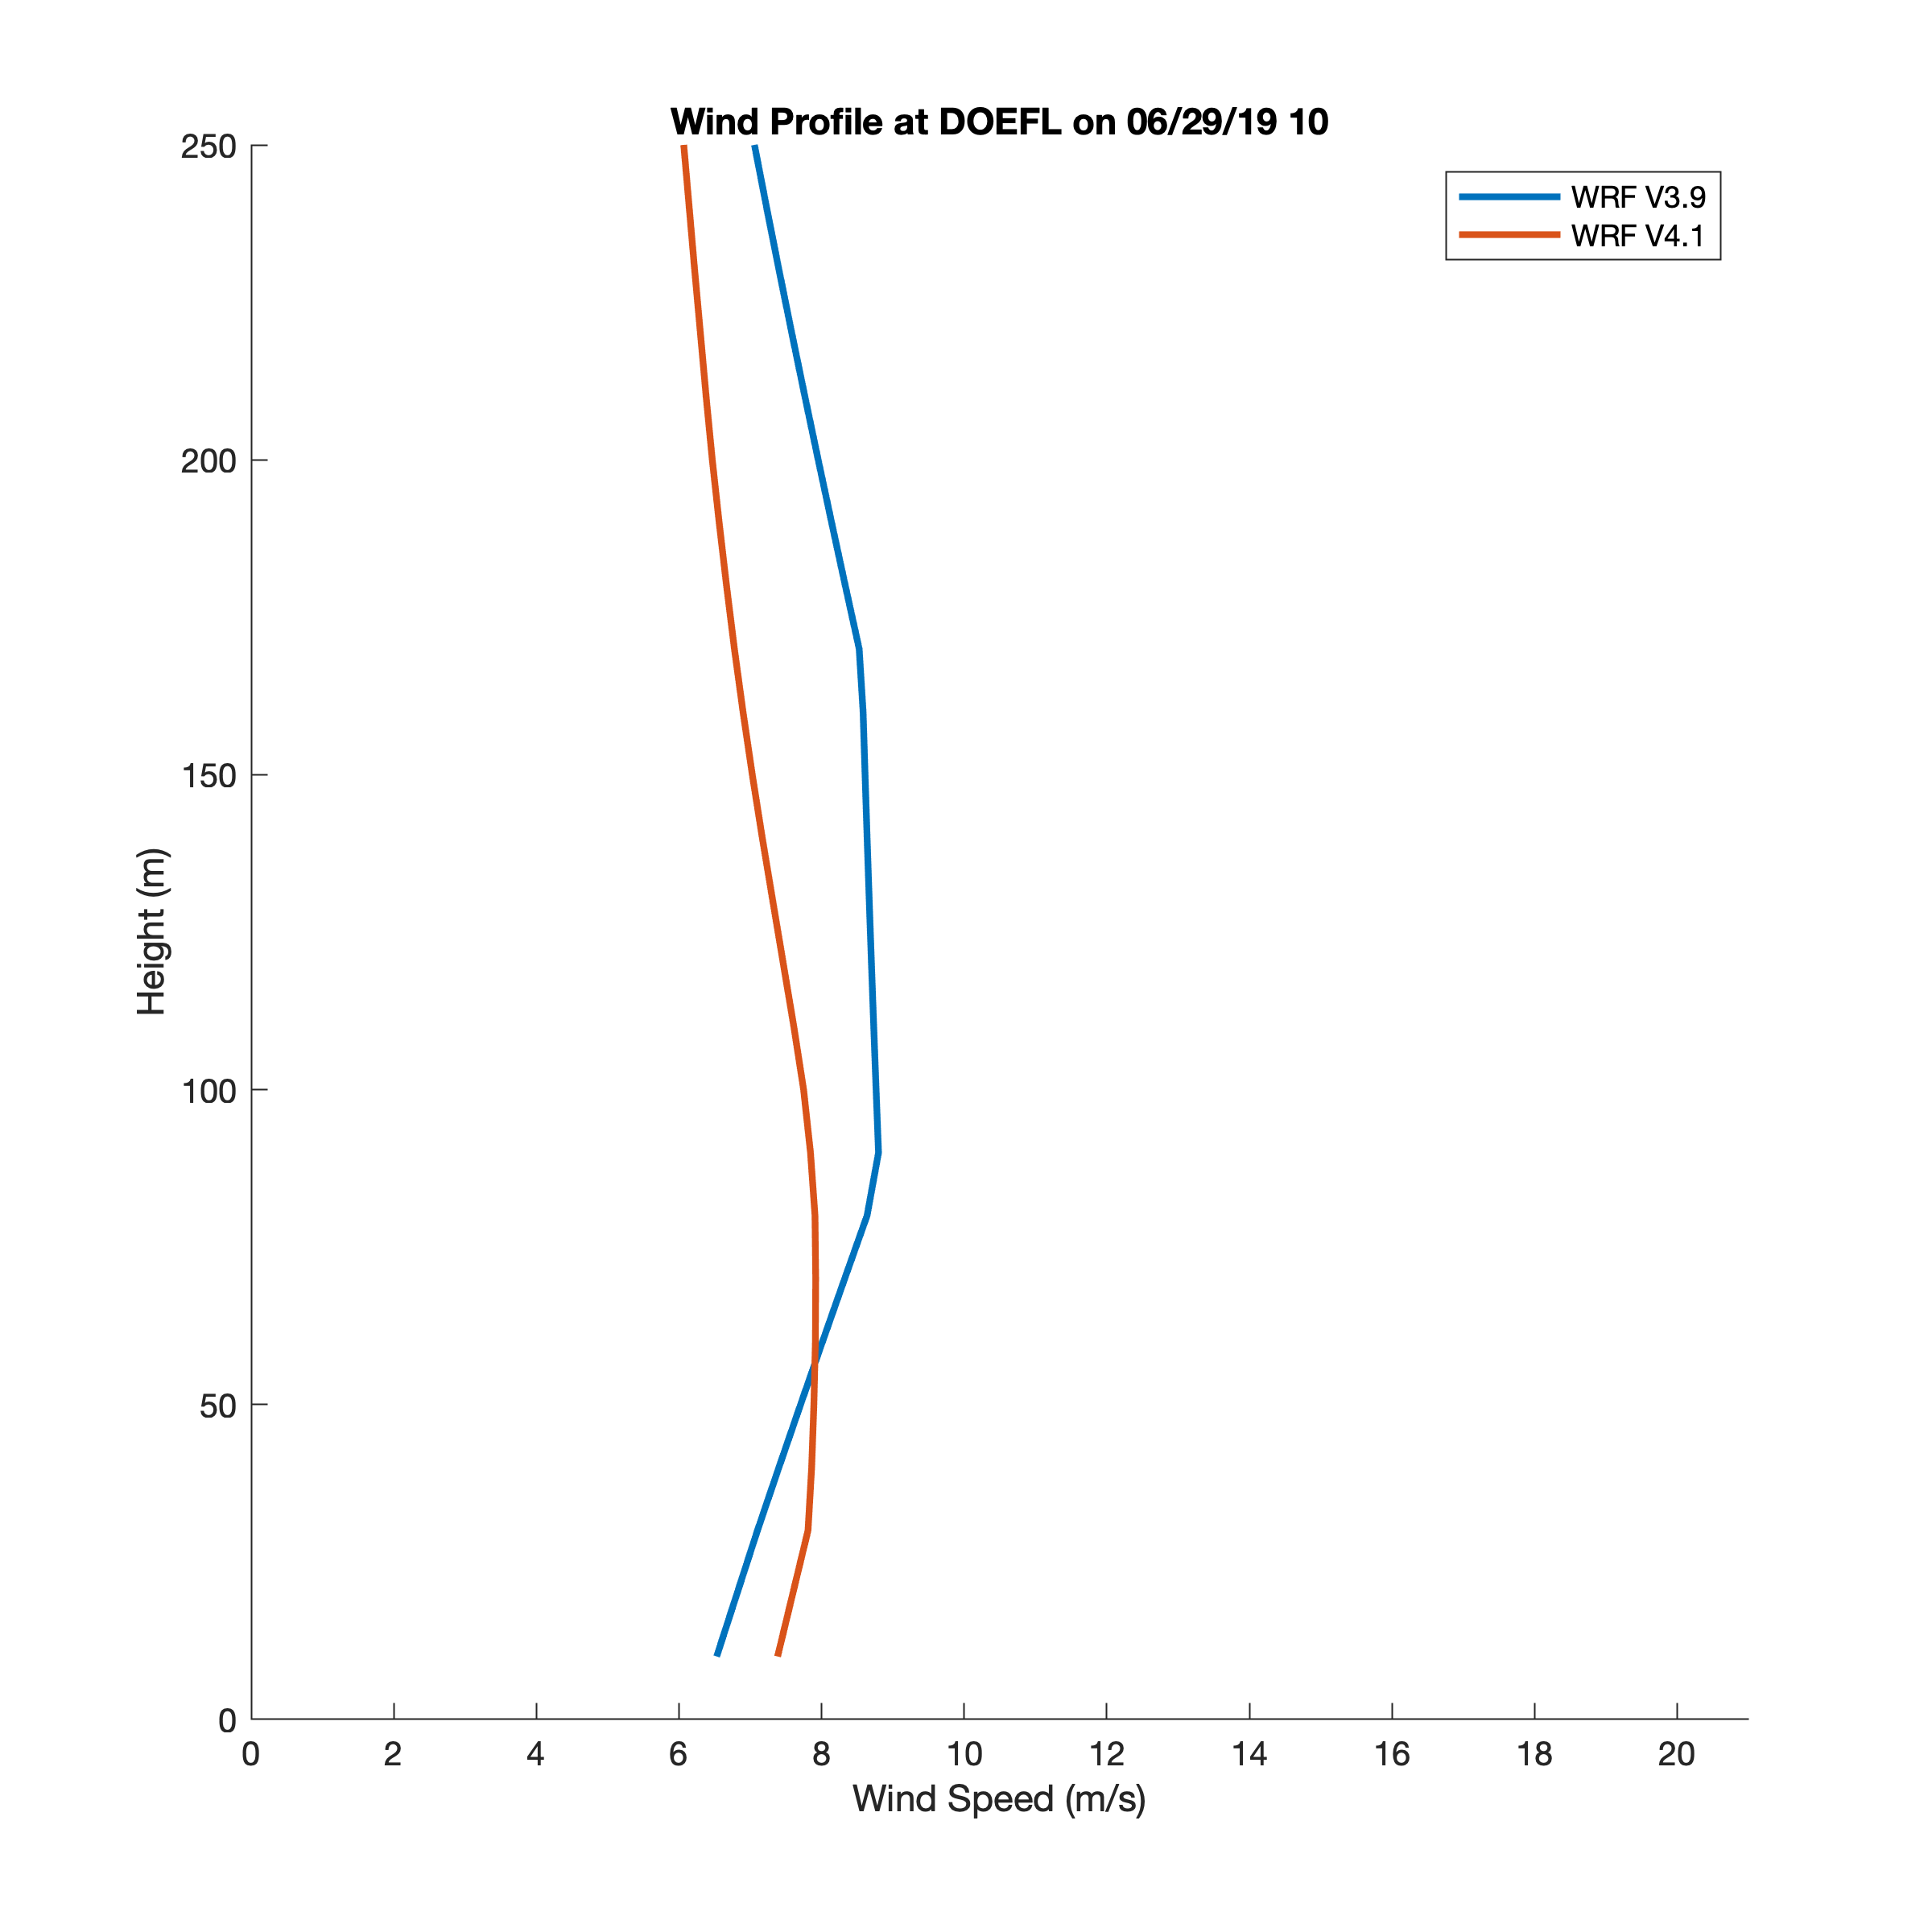 Wind Profile at DOEFL on 06/29/19 10
WRF V3.9
WRF V4.1
250
200
150
100
50
0
Height (m)
0 2 4 6 8 10 12 14 16 18 20
Wind Speed (m/s)